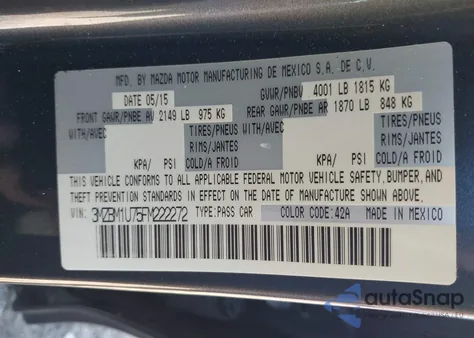 MFD. BY MAZDA MOTOR MANUFACTURING DE MEXICO S.A. DE C.V.
DATE 05/15 GVWR/PNBV 4001 LB 1815 KG
FRONT GAWR/PNBE AV 2149 LB 975 KG REAR GAWR/PNBE AR 1870 LB 848 KG
WITH/AVEC TIRES/PNEUS WITH/AVEC TIRES/PNEUS
RIMS/JANTES RIMS/JANTES
KPA/ PSI COLD/A FROID KPA/ PSI COLD/A FROID
THIS VEHICLE CONFORMS TO ALL APPLICABLE FEDERAL MOTOR VEHICLE SAFETY, BUMPER, AND
THEFT PREVENTION STANDARDS IN EFFECT ON THE DATE OF MANUFACTURE SHOWN ABOVE.
VIN: 3MZBM1U75FM222272 TYPE:PASS CAR COLOR CODE:42A MADE IN MEXICO
autoSnap